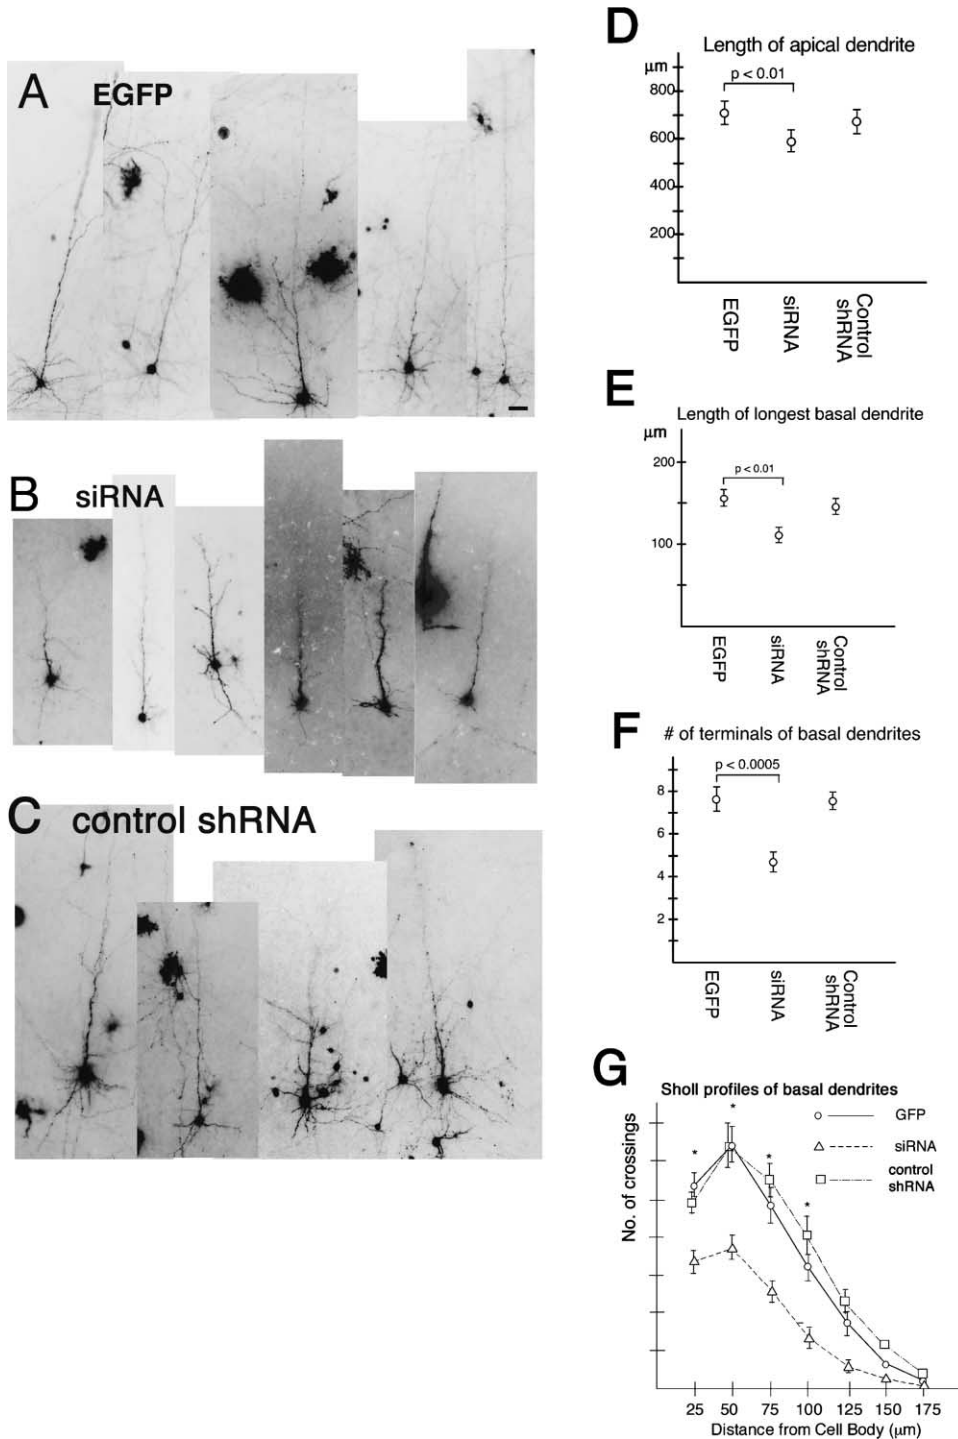 A EGFP
B siRNA
C control shRNA
D
Length of apical dendrite
µm
p < 0.01
800
600
400
200
EGFP
siRNA
Control
shRNA
E
Length of longest basal dendrite
µm
p < 0.01
200
100
EGFP
siRNA
Control
shRNA
F
# of terminals of basal dendrites
p < 0.0005
8
6
4
2
EGFP
siRNA
Control
shRNA
G
Sholl profiles of basal dendrites
GFP
siRNA
control
shRNA
No. of crossings
* * * *
25 50 75 100 125 150 175
Distance from Cell Body (µm)